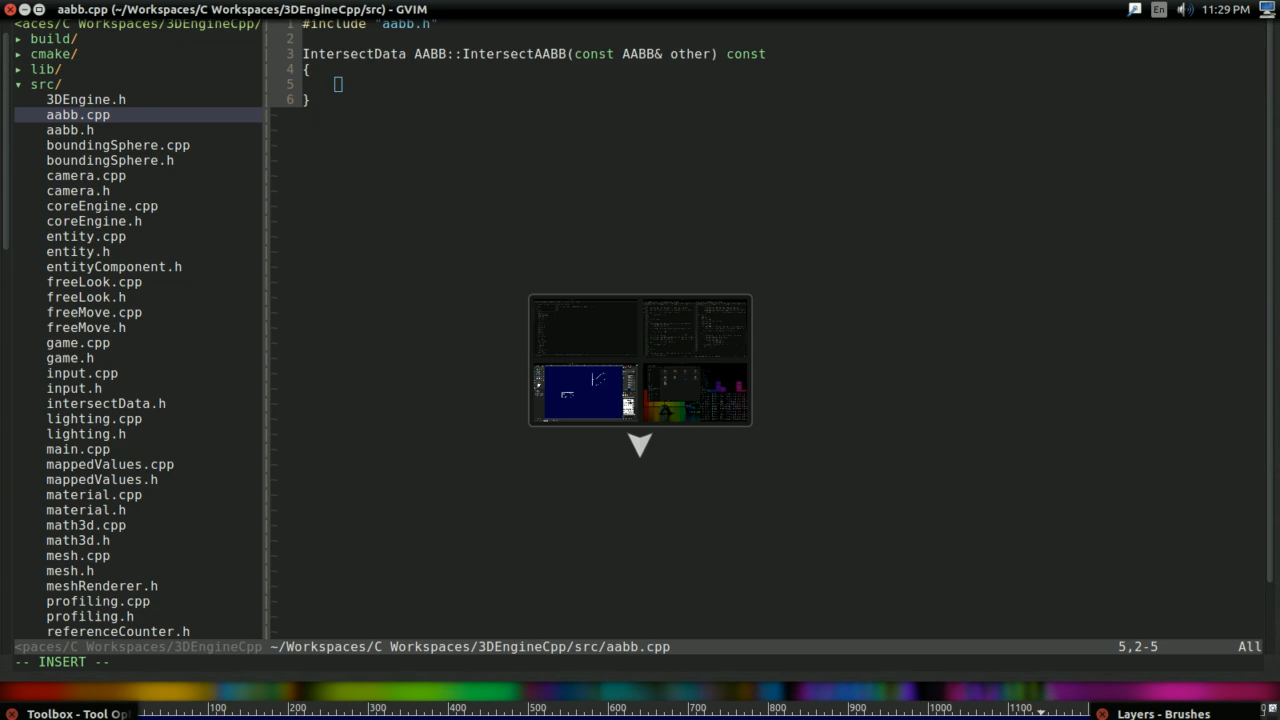 aabb.cpp (~/Workspaces/C Workspaces/3DEngineCpp/src) - GVIM
En
11:29 PM
<aces/C Workspaces/3DEngineCpp/
▸ build/
▸ cmake/
▸ lib/
▾ src/
3DEngine.h
aabb.cpp
aabb.h
boundingSphere.cpp
boundingSphere.h
camera.cpp
camera.h
coreEngine.cpp
coreEngine.h
entity.cpp
entity.h
entityComponent.h
freeLook.cpp
freeLook.h
freeMove.cpp
freeMove.h
game.cpp
game.h
input.cpp
input.h
intersectData.h
lighting.cpp
lighting.h
main.cpp
mappedValues.cpp
mappedValues.h
material.cpp
material.h
math3d.cpp
math3d.h
mesh.cpp
mesh.h
meshRenderer.h
profiling.cpp
profiling.h
referenceCounter.h
1 #include "aabb.h"
2
3 IntersectData AABB::IntersectAABB(const AABB& other) const
4 {
5
6 }
<paces/C Workspaces/3DEngineCpp ~/Workspaces/C Workspaces/3DEngineCpp/src/aabb.cpp 5,2-5 All
-- INSERT --
Toolbox - Tool Opt
100 200 300 400 500 600 700 800 900 1000 1100
Layers - Brushes